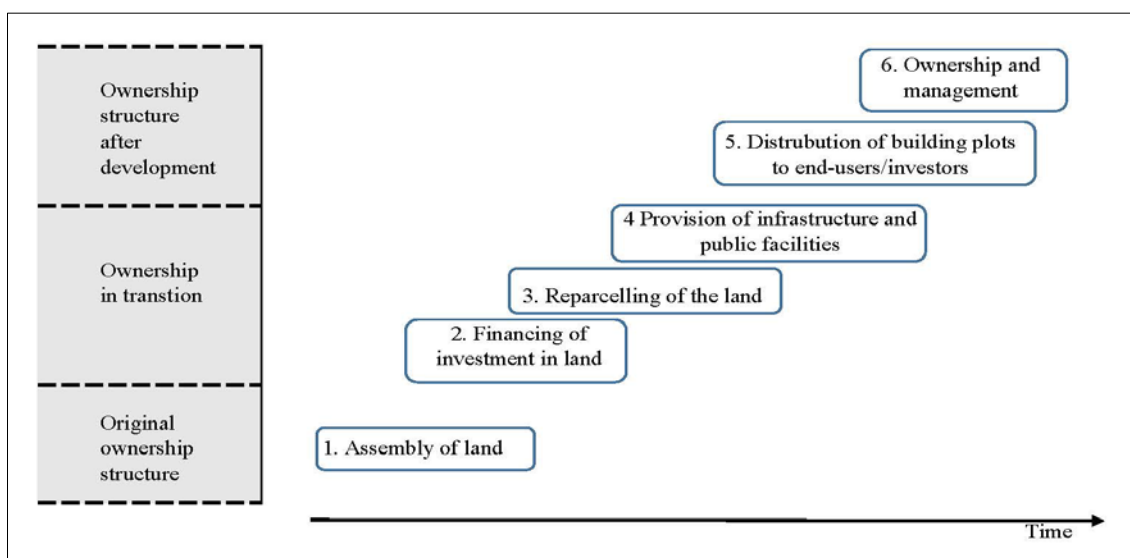 Ownership
structure
after
development
Ownership
in transtion
Original
ownership
structure
6. Ownership and
management
5. Distrubution of building plots
to end-users/investors
4 Provision of infrastructure and
public facilities
3. Reparcelling of the land
2. Financing of
investment in land
1. Assembly of land
Time